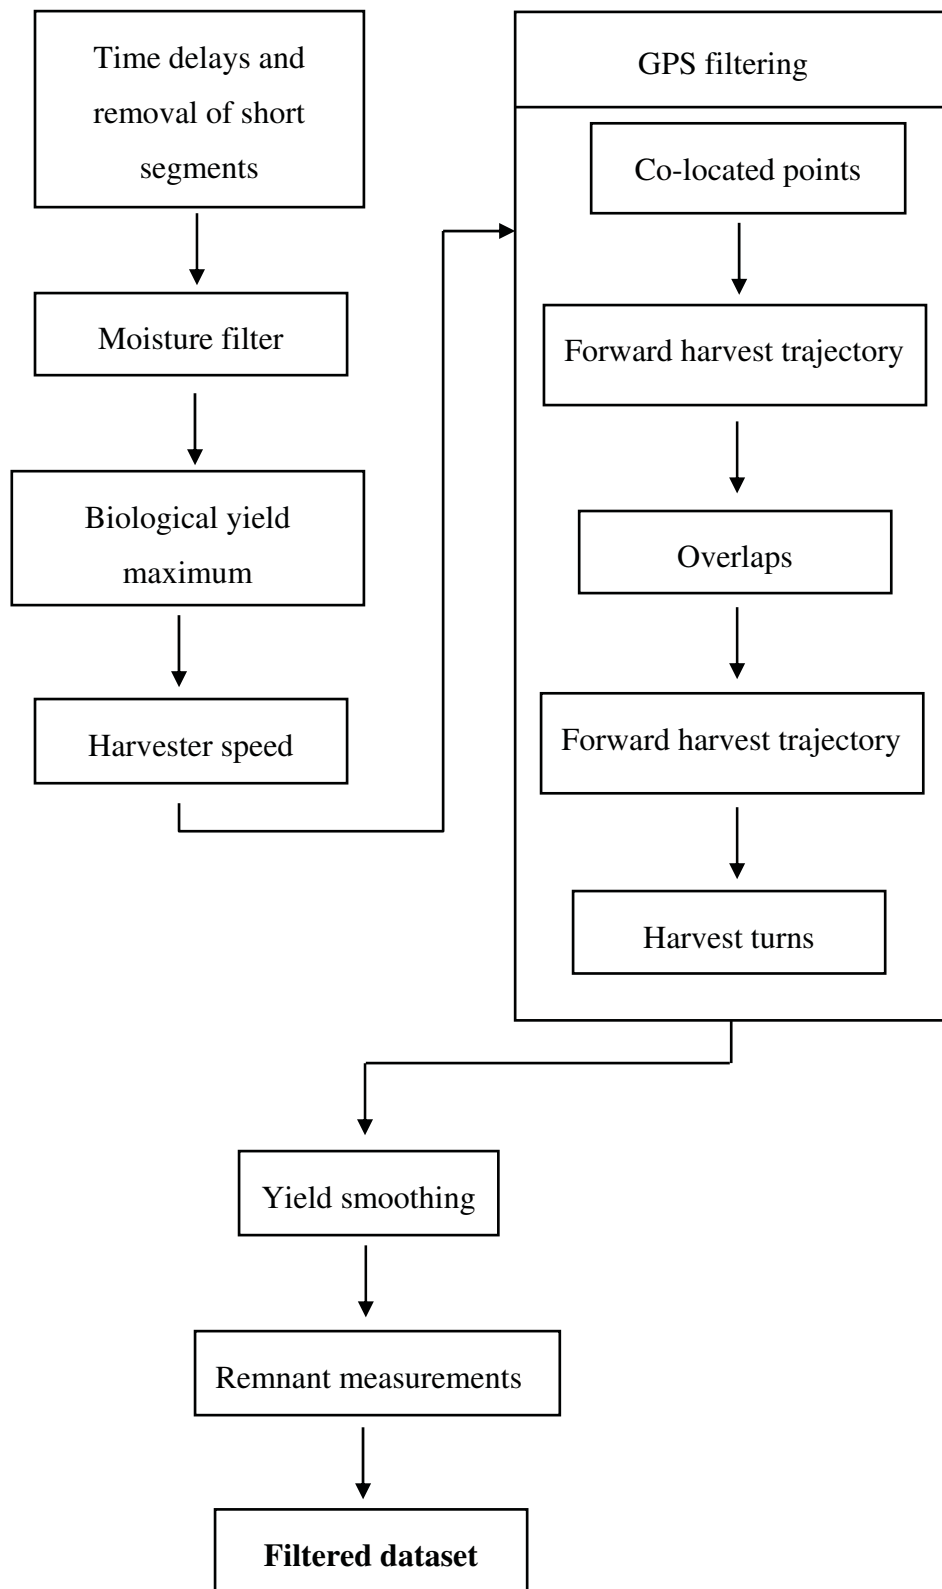 Time delays and
removal of short
segments
Moisture filter
Biological yield
maximum
Harvester speed
GPS filtering
Co-located points
Forward harvest trajectory
Overlaps
Forward harvest trajectory
Harvest turns
Yield smoothing
Remnant measurements
Filtered dataset